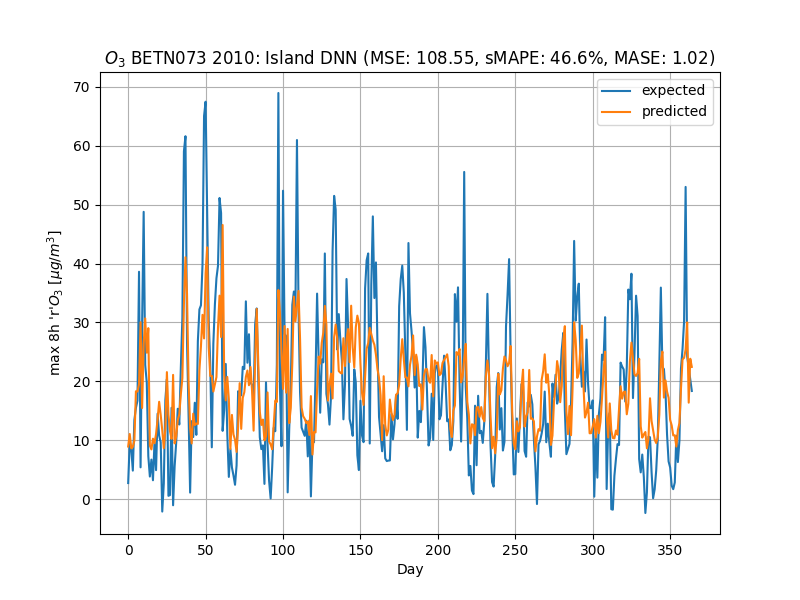 O3 BETN073 2010: Island DNN (MSE: 108.55, sMAPE: 46.6%, MASE: 1.02)
expected
predicted
70
60
50
40
30
20
10
0
max 8h 'r'O3 [μg/m3]
0 50 100 150 200 250 300 350
Day